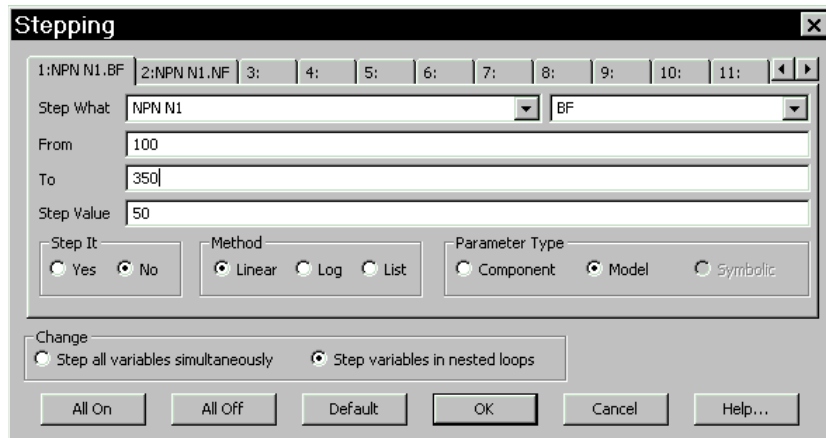 Stepping
1:NPN N1.BF 2:NPN N1.NF 3: 4: 5: 6: 7: 8: 9: 10: 11:
Step What NPN N1 BF
From 100
To 350
Step Value 50
Step It Method Parameter Type
Yes No Linear Log List Component Model Symbolic
Change
Step all variables simultaneously Step variables in nested loops
All On All Off Default OK Cancel Help...